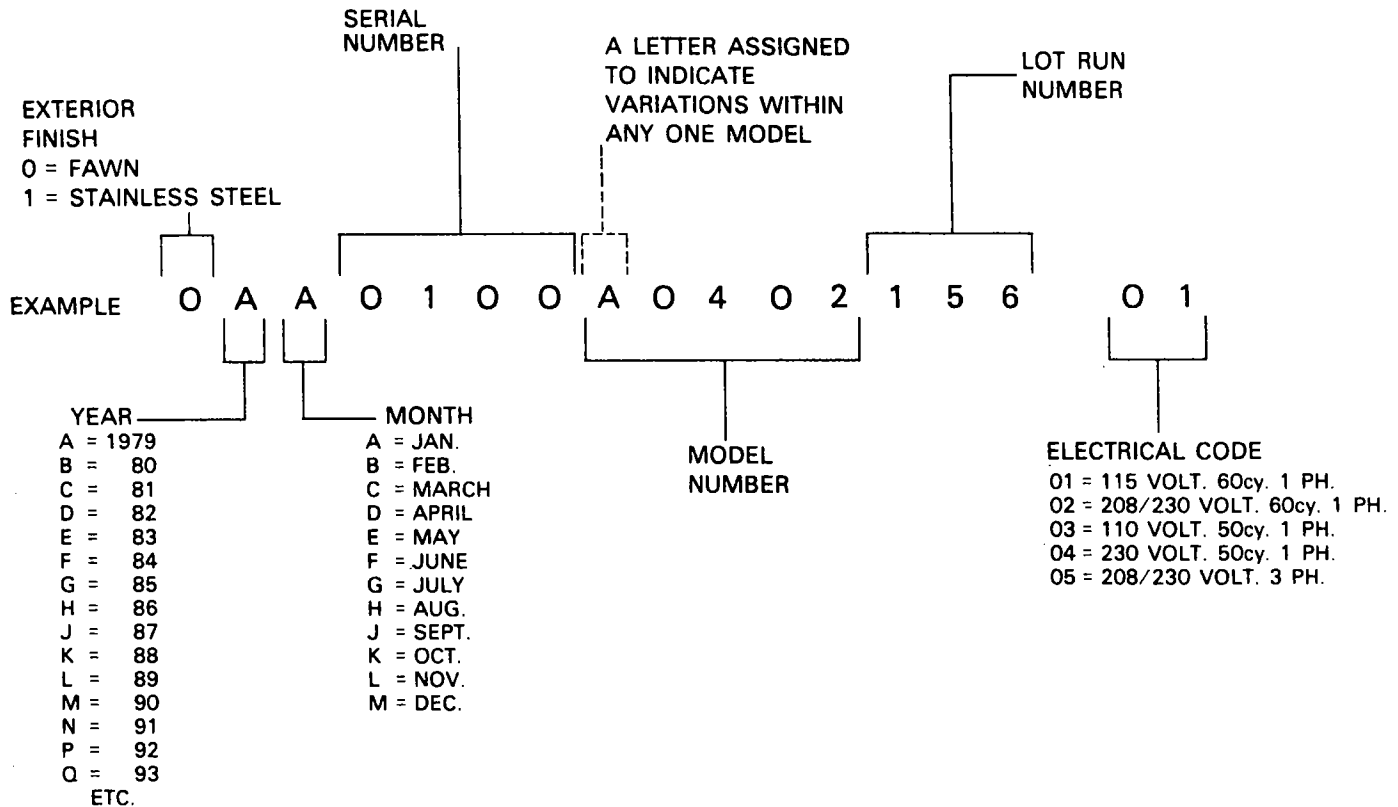 SERIAL
NUMBER
A LETTER ASSIGNED
TO INDICATE
VARIATIONS WITHIN
ANY ONE MODEL
LOT RUN
NUMBER
EXTERIOR
FINISH
0 = FAWN
1 = STAINLESS STEEL
EXAMPLE 0 A A 0 1 0 0 A 0 4 0 2 1 5 6 0 1
YEAR
A = 1979
B = 80
C = 81
D = 82
E = 83
F = 84
G = 85
H = 86
J = 87
K = 88
L = 89
M = 90
N = 91
P = 92
Q = 93
ETC.
MONTH
A = JAN.
B = FEB.
C = MARCH
D = APRIL
E = MAY
F = JUNE
G = JULY
H = AUG.
J = SEPT.
K = OCT.
L = NOV.
M = DEC.
MODEL
NUMBER
ELECTRICAL CODE
01 = 115 VOLT. 60cy. 1 PH.
02 = 208/230 VOLT. 60cy. 1 PH.
03 = 110 VOLT. 50cy. 1 PH.
04 = 230 VOLT. 50cy. 1 PH.
05 = 208/230 VOLT. 3 PH.